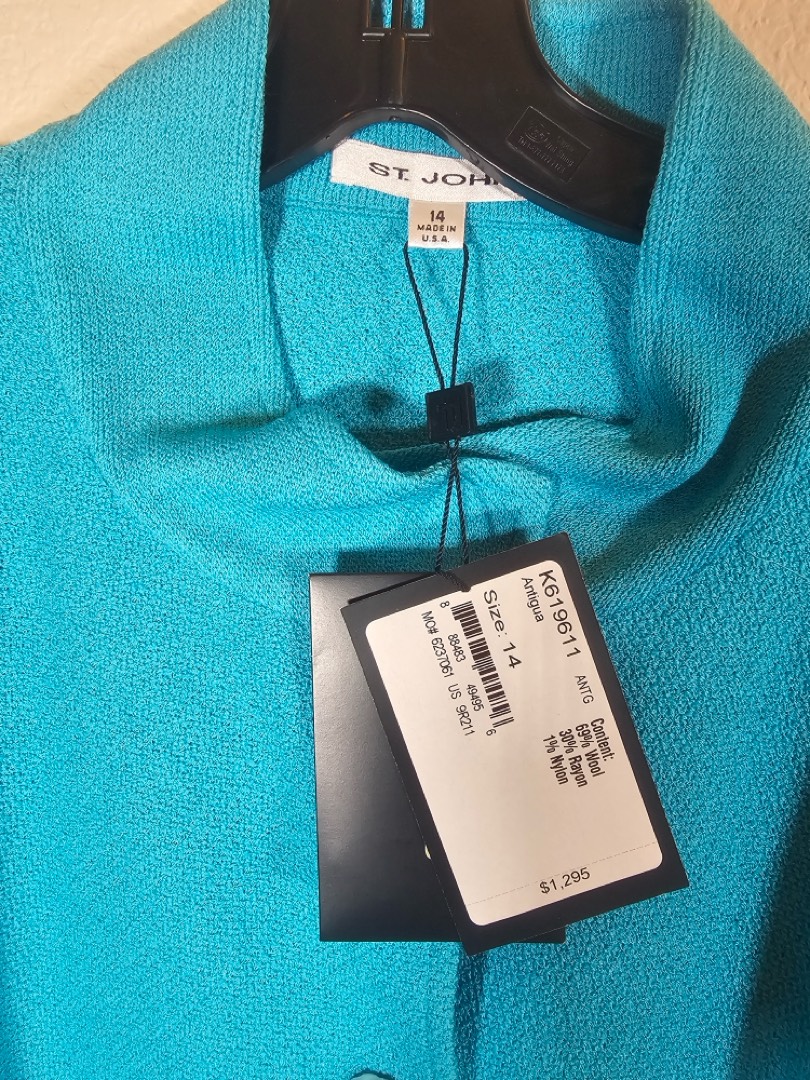 ST. JOH
14
MADE IN
U.S.A.
K619611 ANTG
Antigua
Size: 14
8 88483 49495 6
MO# 6237061 US 9R211
Content:
69% Wool
30% Rayon
1% Nylon
$1,295